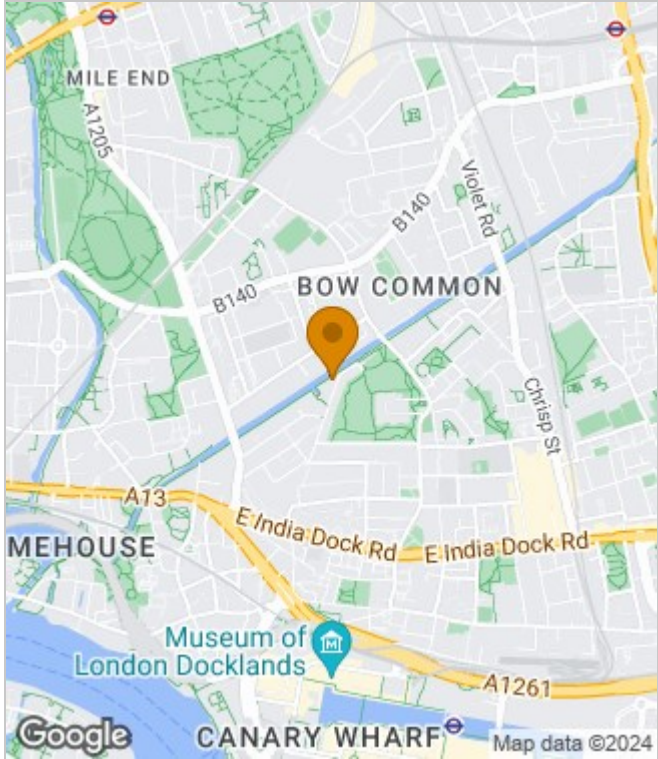 MILE END
A1205
Violet Rd
B140
BOW COMMON
B140
Chrisp St
A13
E India Dock Rd
E India Dock Rd
MEHOUSE
Museum of
London Docklands
M
A1261
CANARY WHARF
Google
Map data ©2024